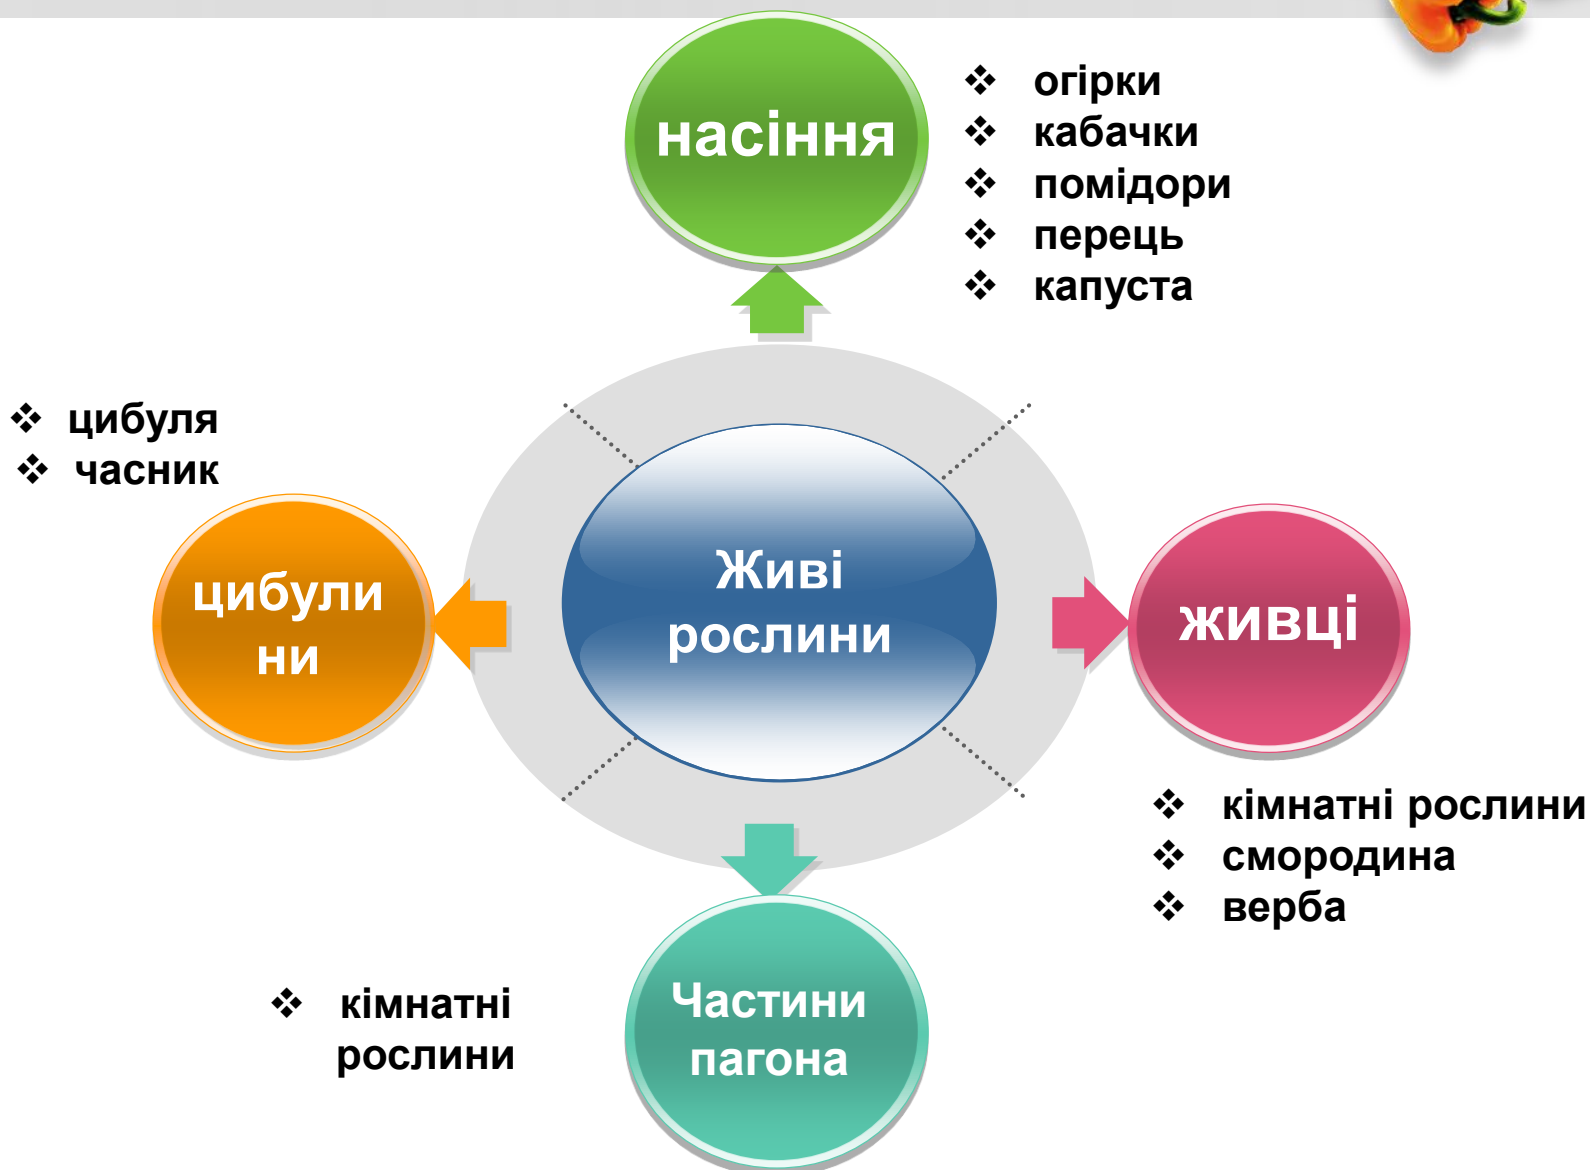 насіння
огірки
кабачки
помідори
перець
капуста
цибуля
часник
цибули
ни
Живі
рослини
живці
кімнатні рослини
смородина
верба
Частини
пагона
кімнатні
рослини